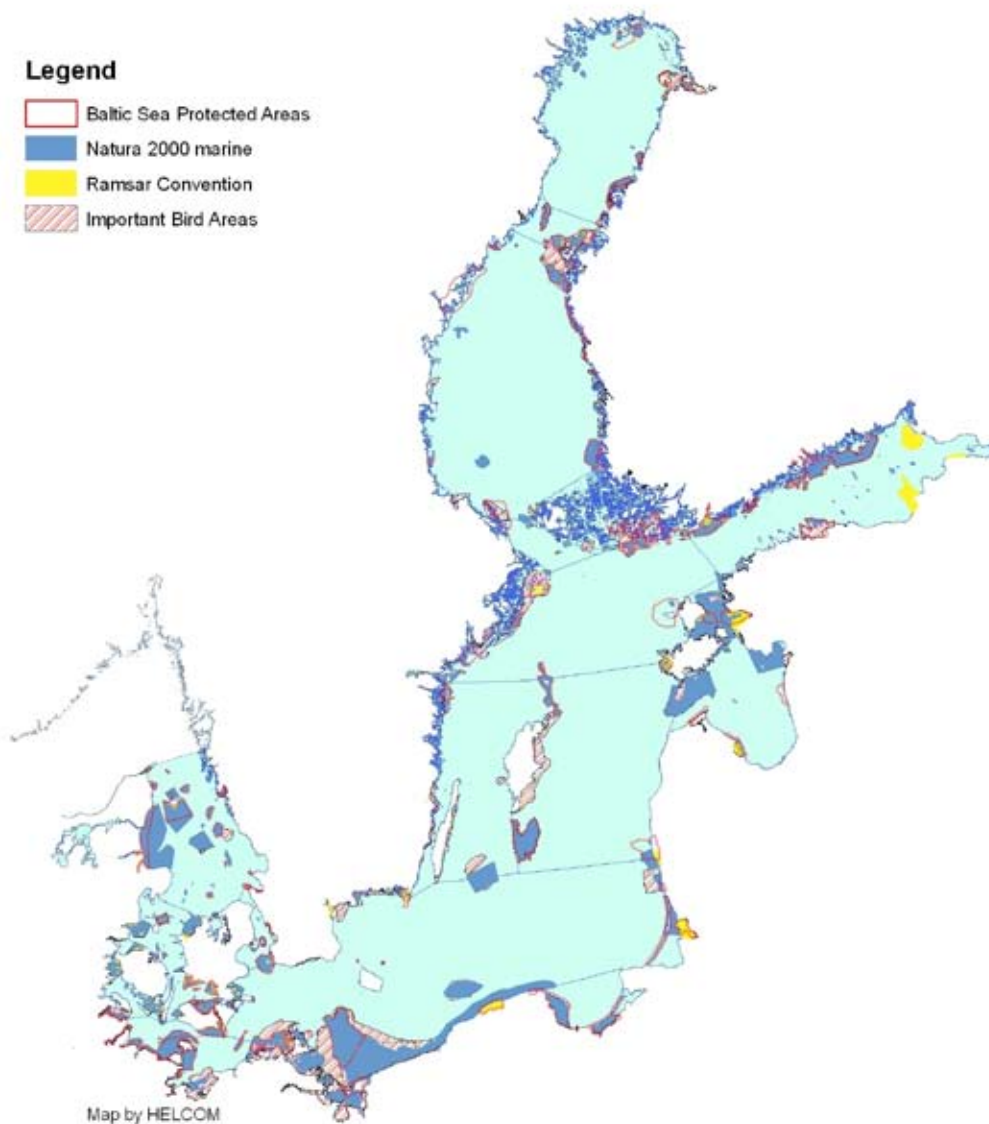 Legend
Baltic Sea Protected Areas
Natura 2000 marine
Ramsar Convention
Important Bird Areas
Map by HELCOM